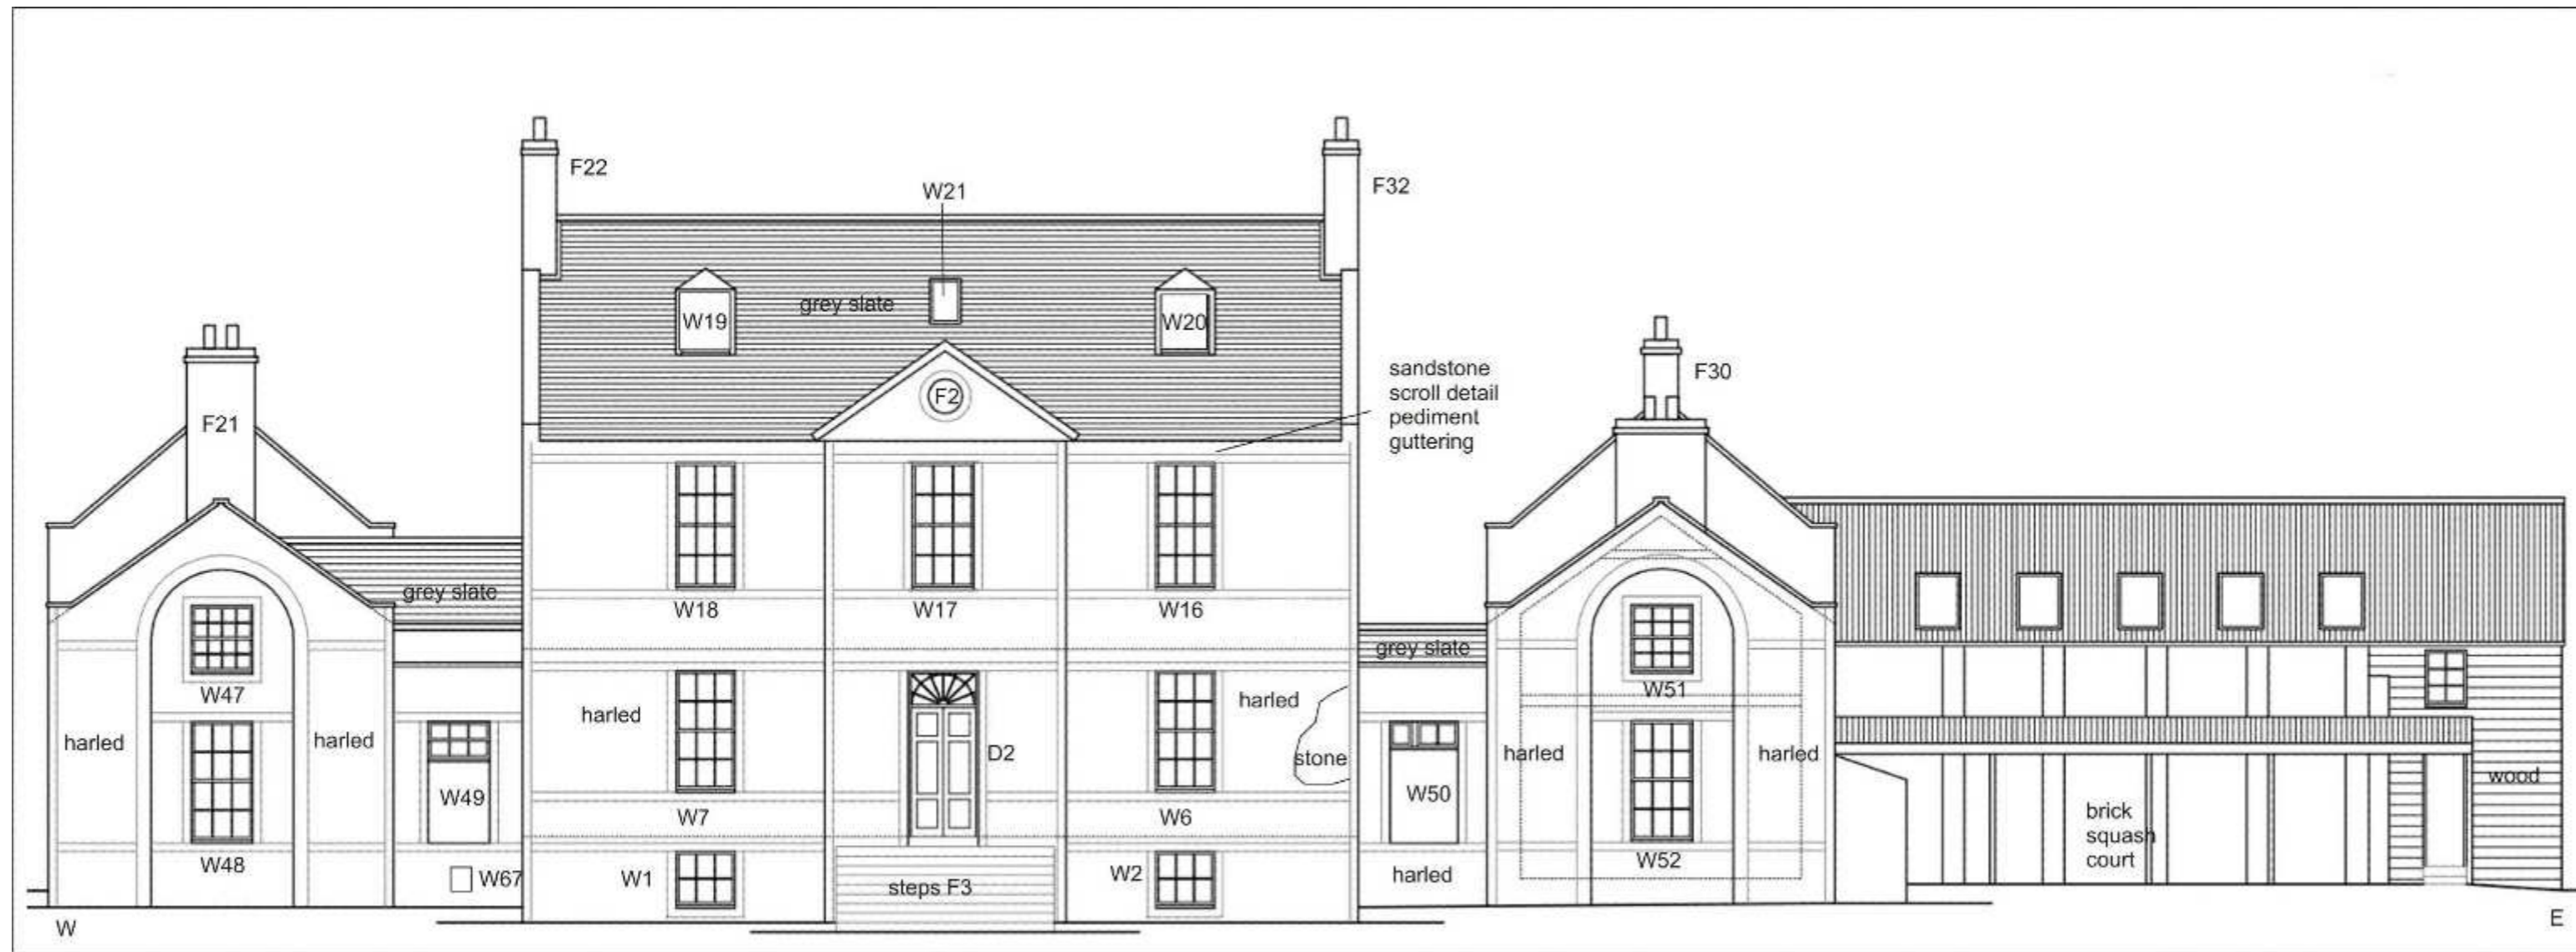 F22
F32
W21
grey slate
W19
W20
sandstone
scroll detail
pediment
guttering
F2
F30
F21
grey slate
W18
W17
W16
grey slate
W47
W51
harled
harled
harled
harled
stone
D2
harled
harled
W49
W50
W7
W6
brick
squash
court
wood
W48
W52
W67
W1
steps F3
W2
harled
W
E